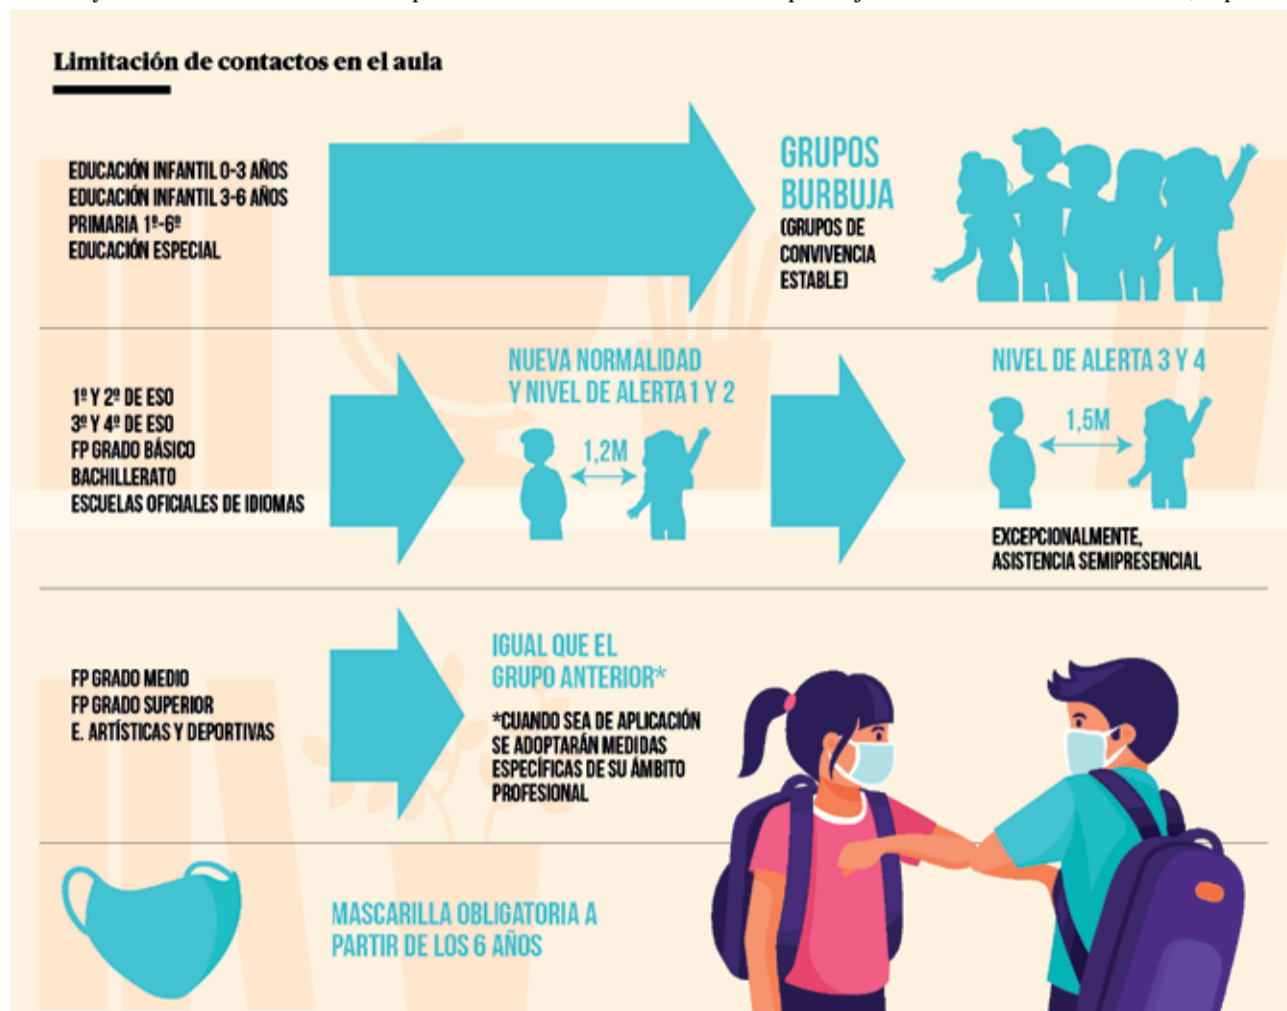 Limitación de contactos en el aula
EDUCACIÓN INFANTIL 0-3 AÑOS
EDUCACIÓN INFANTIL 3-6 AÑOS
PRIMARIA 1º-6º
EDUCACIÓN ESPECIAL
GRUPOS
BURBUJA
(GRUPOS DE
CONVIVENCIA
ESTABLE)
1º Y 2º DE ESO
3º Y 4º DE ESO
FP GRADO BÁSICO
BACHILLERATO
ESCUELAS OFICIALES DE IDIOMAS
NUEVA NORMALIDAD
Y NIVEL DE ALERTA 1 Y 2
1,2M
NIVEL DE ALERTA 3 Y 4
1,5M
EXCEPCIONALMENTE,
ASISTENCIA SEMIPRESENCIAL
FP GRADO MEDIO
FP GRADO SUPERIOR
E. ARTÍSTICAS Y DEPORTIVAS
IGUAL QUE EL
GRUPO ANTERIOR*
*CUANDO SEA DE APLICACIÓN
SE ADOPTARÁN MEDIDAS
ESPECÍFICAS DE SU ÁMBITO
PROFESIONAL
MASCARILLA OBLIGATORIA A
PARTIR DE LOS 6 AÑOS